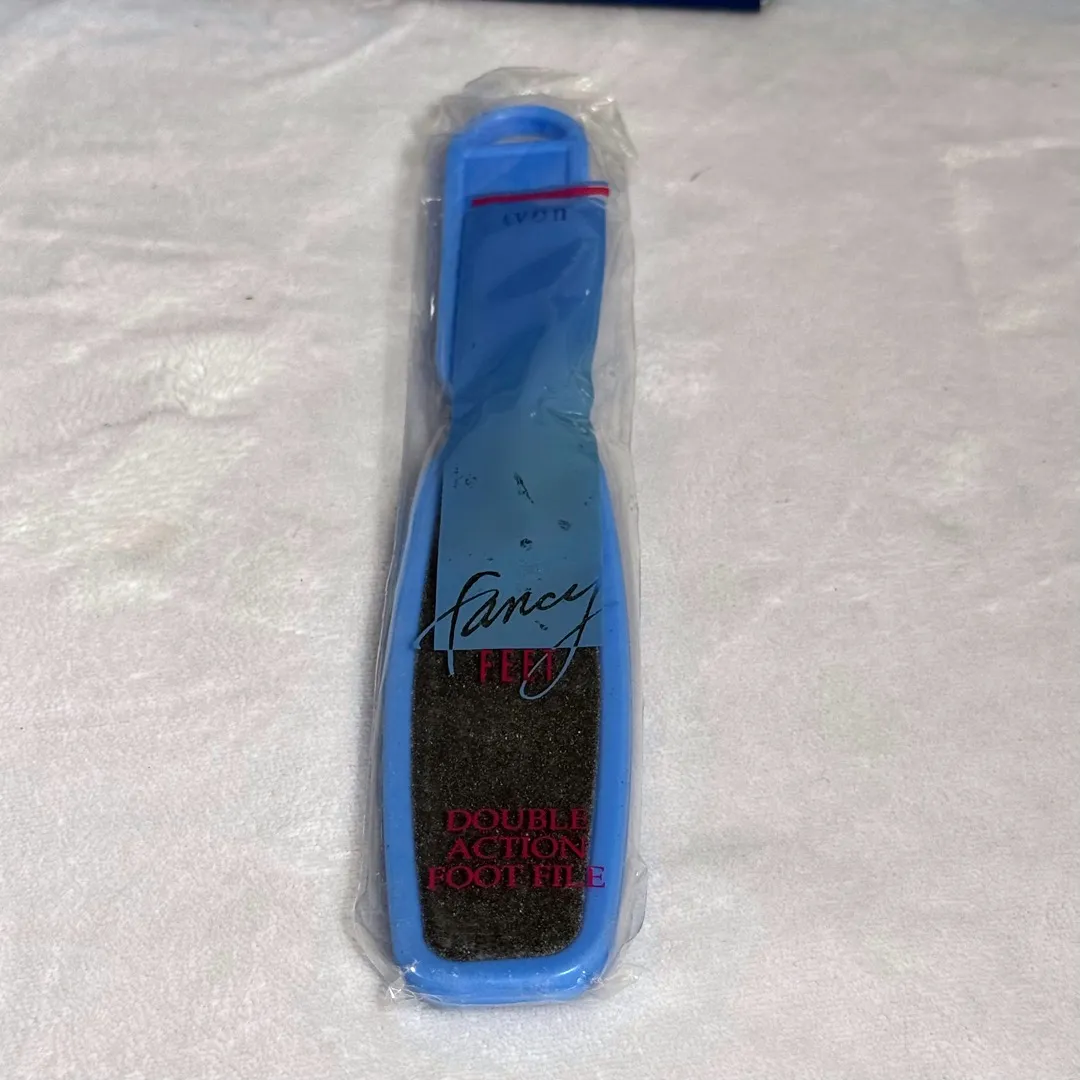 AVON
fancy
FEET
DOUBLE
ACTION
FOOT FILE